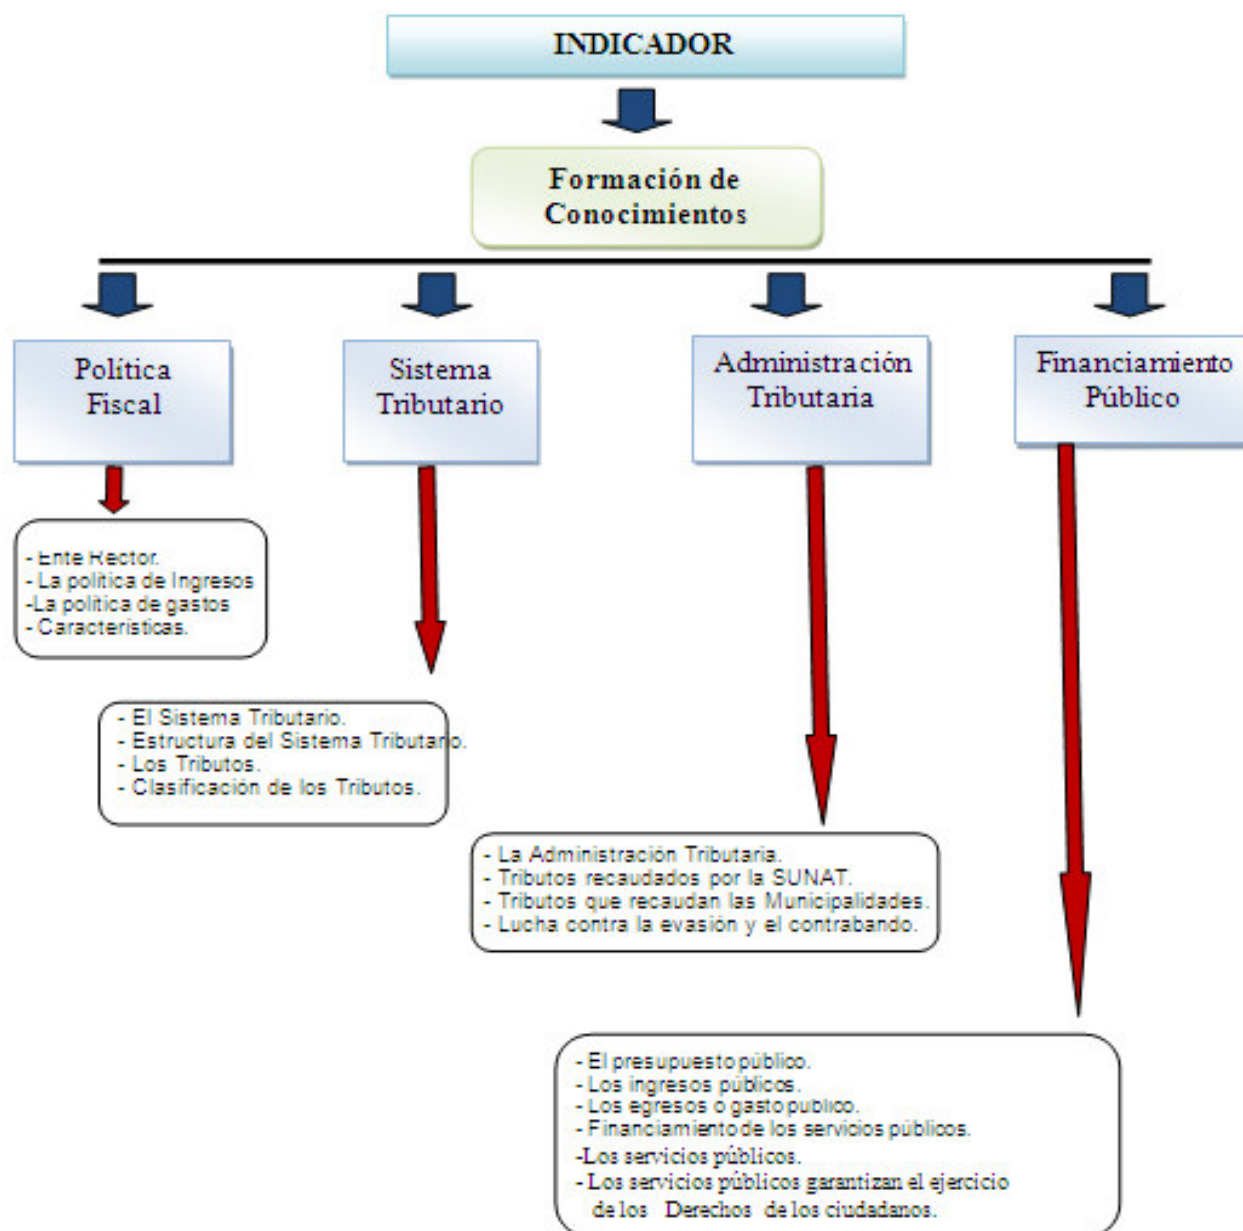 INDICADOR
Formación de
Conocimientos
Política
Fiscal
Sistema
Tributario
Administración
Tributaria
Financiamiento
Público
- Ente Rector.
- La política de Ingresos
-La política de gastos
- Características.
- El Sistema Tributario.
- Estructura del Sistema Tributario.
- Los Tributos.
- Clasificación de los Tributos.
- La Administración Tributaria.
- Tributos recaudados por la SUNAT.
- Tributos que recaudan las Municipalidades.
- Lucha contra la evasión y el contrabando.
- El presupuesto público.
- Los ingresos públicos.
- Los egresos o gasto público.
- Financiamiento de los servicios públicos.
-Los servicios públicos.
- Los servicios públicos garantizan el ejercicio
de los Derechos de los ciudadanos.